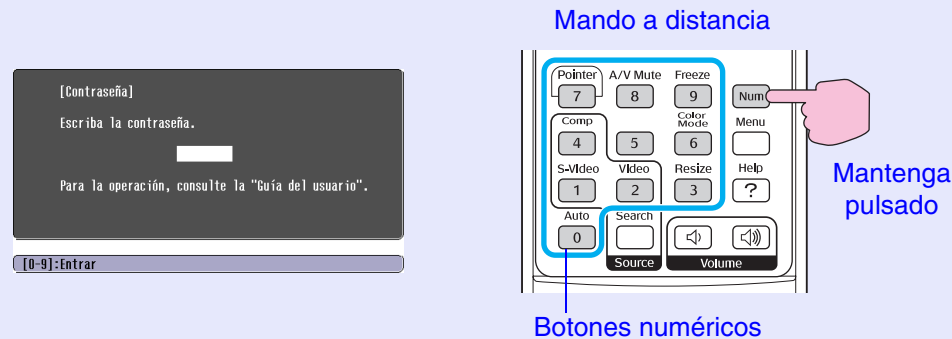 Mando a distancia
[Contraseña]
Escriba la contraseña.
Para la operación, consulte la "Guía del usuario".
[0-9]:Entrar
Pointer A/V Mute Freeze
7 8 9 Num
Comp Color Mode Menu
4 5 6
S-Video Video Resize Help
1 2 3 ?
Auto Search
0
Source Volume
Mantenga
pulsado
Botones numéricos